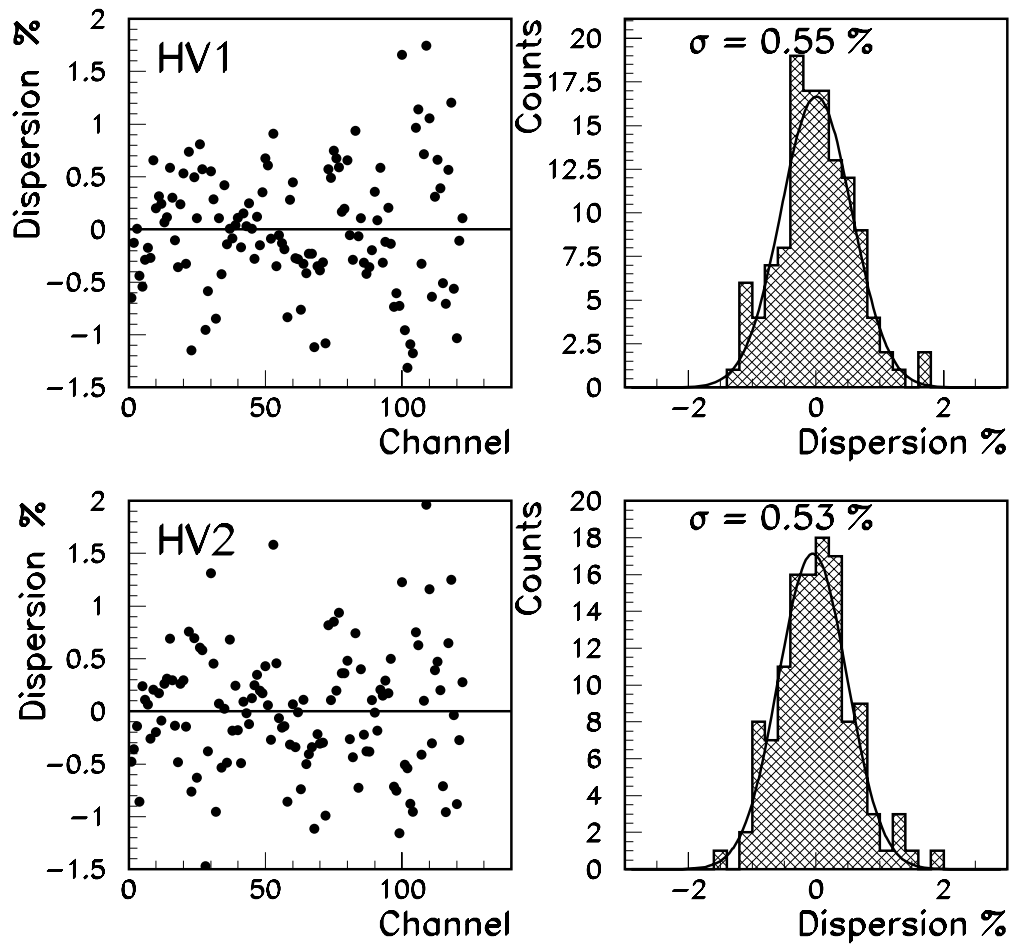 Dispersion %
2
1.5
1
0.5
0
−0.5
−1
−1.5
HV1
0 50 100
Channel
Counts
20
17.5
15
12.5
10
7.5
5
2.5
0
σ = 0.55 %
−2 0 2
Dispersion %
Dispersion %
2
1.5
1
0.5
0
−0.5
−1
−1.5
HV2
0 50 100
Channel
Counts
20
18
16
14
12
10
8
6
4
2
0
σ = 0.53 %
−2 0 2
Dispersion %